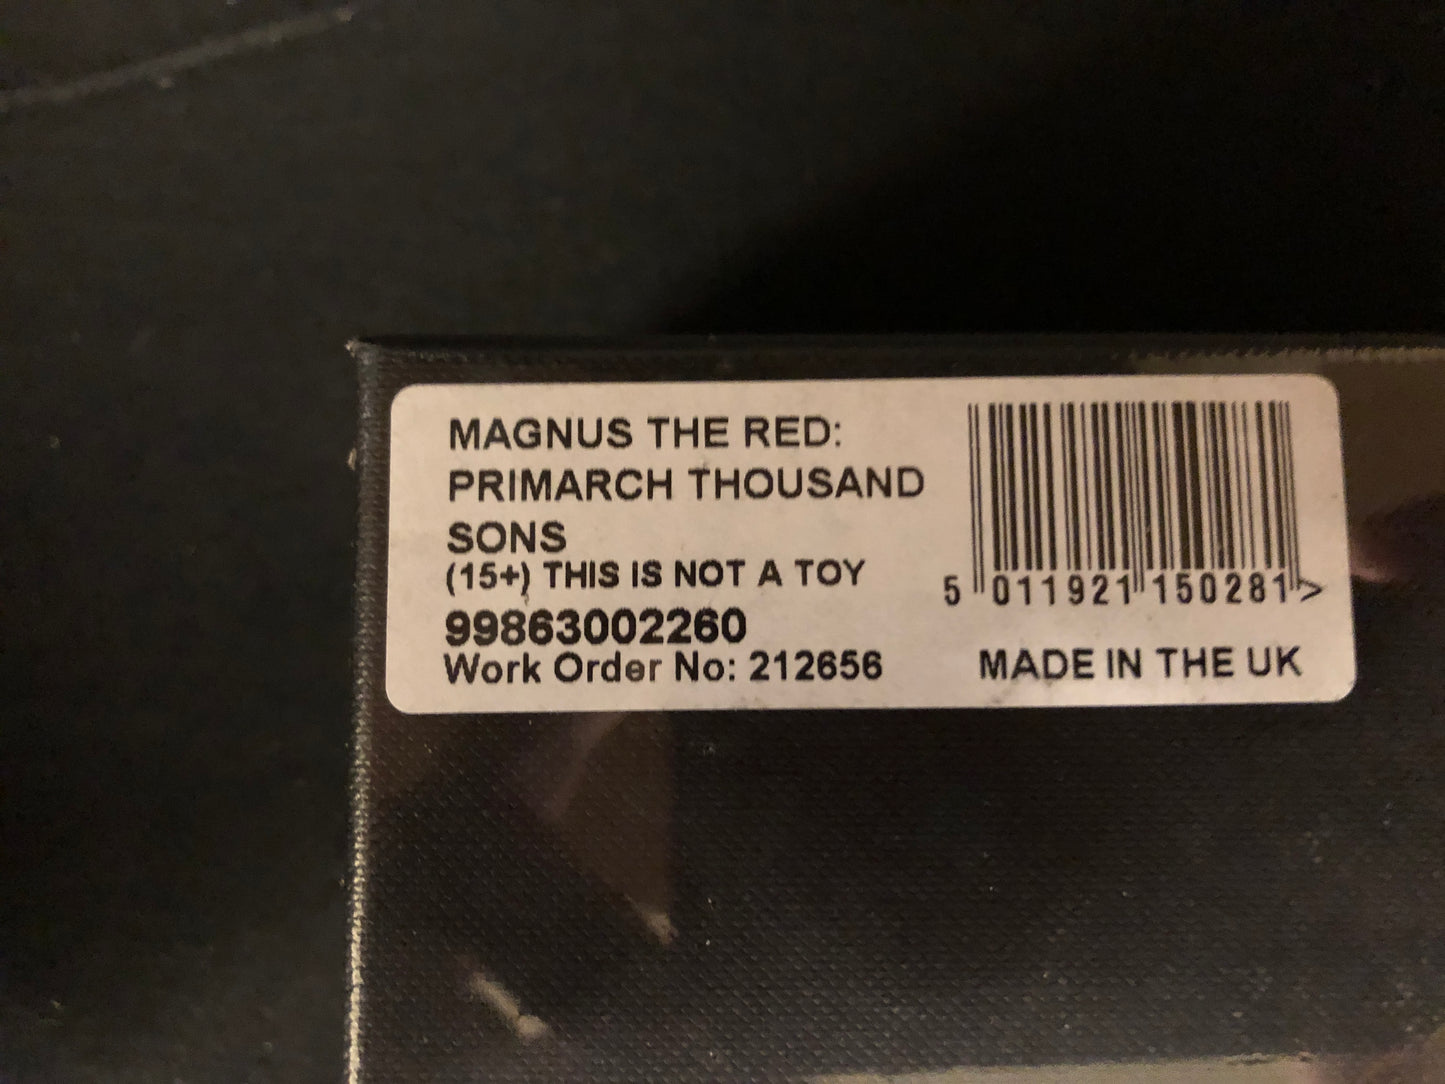 MAGNUS THE RED:
PRIMARCH THOUSAND
SONS
(15+) THIS IS NOT A TOY
99863002260
Work Order No: 212656
5 011921 150281 >
MADE IN THE UK